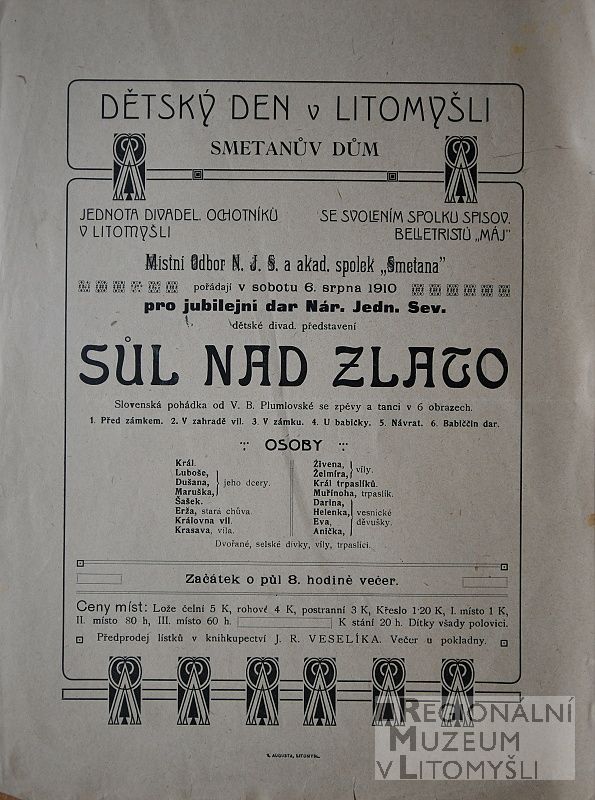 DĚTSKÝ DEN v LITOMYŠLI
SMETANŮV DŮM
JEDNOTA DIVADEL. OCHOTNÍKŮ
V LITOMYŠLI
SE SVOLENÍM SPOLKU SPISOV.
BELLETRISTŮ „MÁJ"
Místní Odbor N. J. S. a akad. spolek „Smetana"
pořádají v sobotu 6. srpna 1910
pro jubilejní dar Nár. Jedn. Sev.
dětské divad. představení
SŮL NAD ZLATO
Slovenská pohádka od V. B. Plumlovské se zpěvy a tanci v 6 obrazech.
1. Před zámkem. 2. V zahradě víl. 3. V zámku. 4. U babičky. 5. Návrat. 6. Babiččin dar.
OSOBY
Král.
Luboše,
Dušana, jeho dcery.
Maruška,
Šašek.
Erža, stará chůva.
Královna víl.
Krasava, víla.
Živena,
Želmíra, víly.
Král trpaslíků.
Muřinoha, trpaslík.
Darina,
Helenka, vesnické
Eva, děvušky.
Anička,
Dvořané, selské dívky, víly, trpaslíci.
Začátek o půl 8. hodině večer.
Ceny míst: Lože čelní 5 K, rohové 4 K, postranní 3 K, Křeslo 1·20 K, I. místo 1 K,
II. místo 80 h, III. místo 60 h. K stání 20 h. Dítky všady polovici.
Předprodej lístků v knihkupectví J. R. VESELÍKA. Večer u pokladny.
AUGUSTA, LITOMYŠL.
REGIONÁLNÍ
MUZEUM
V LITOMYŠLI